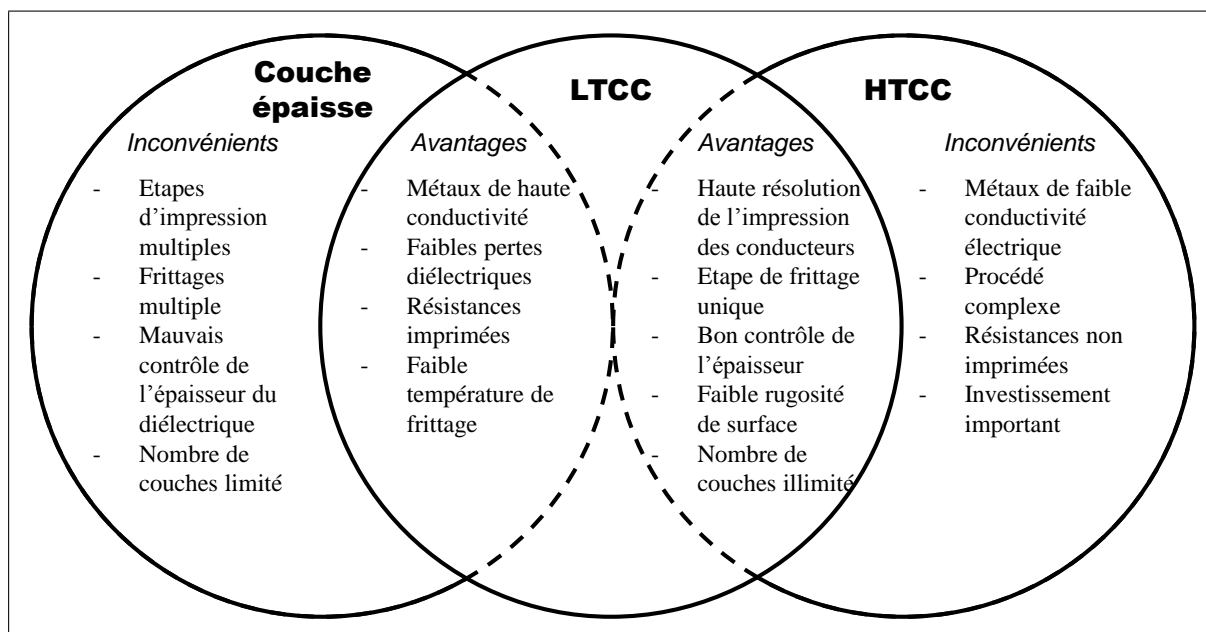 Couche
épaisse
LTCC
HTCC
Inconvénients
- Etapes
d’impression
multiples
- Frittages
multiple
- Mauvais
contrôle de
l’épaisseur du
diélectrique
- Nombre de
couches limité
Avantages
- Métaux de haute
conductivité
- Faibles pertes
diélectriques
- Résistances
imprimées
- Faible
température de
frittage
Avantages
- Haute résolution
de l’impression
des conducteurs
- Etape de frittage
unique
- Bon contrôle de
l’épaisseur
- Faible rugosité
de surface
- Nombre de
couches illimité
Inconvénients
- Métaux de faible
conductivité
électrique
- Procédé
complexe
- Résistances non
imprimées
- Investissement
important